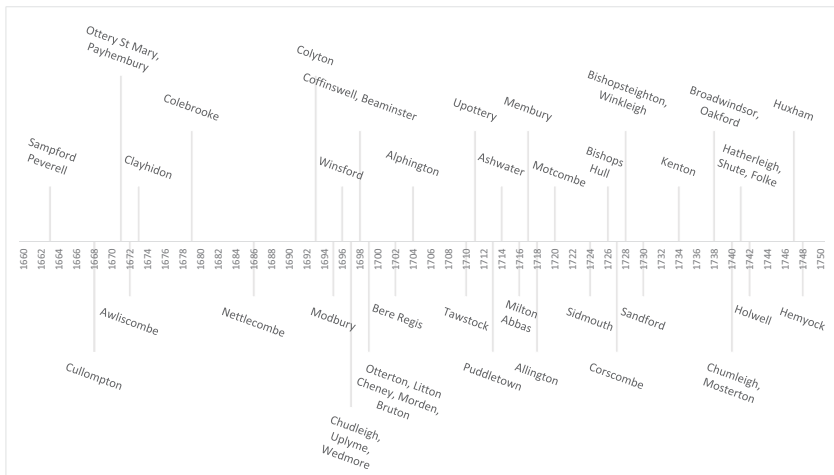 Ottery St Mary,
Payhembury
Colyton
Coffinswell, Beaminster
Colebrooke
Upottery
Membury
Bishopsteighton,
Winkleigh
Broadwindsor,
Oakford
Huxham
Sampford
Peverell
Clayhidon
Winsford
Alphington
Ashwater
Motcombe
Bishops
Hull
Kenton
Hatherleigh,
Shute, Folke
1660 1662 1664 1666 1668 1670 1672 1674 1676 1678 1680 1682 1684 1686 1688 1690 1692 1694 1696 1698 1700 1702 1704 1706 1708 1710 1712 1714 1716 1718 1720 1722 1724 1726 1728 1730 1732 1734 1736 1738 1740 1742 1744 1746 1748 1750
Awliscombe
Nettlecombe
Modbury
Bere Regis
Tawstock
Milton
Abbas
Sidmouth
Sandford
Holwell
Hemyock
Cullompton
Otterton, Litton
Cheney, Morden,
Bruton
Puddletown
Allington
Corscombe
Chumleigh,
Mosterton
Chudleigh,
Uplyme,
Wedmore